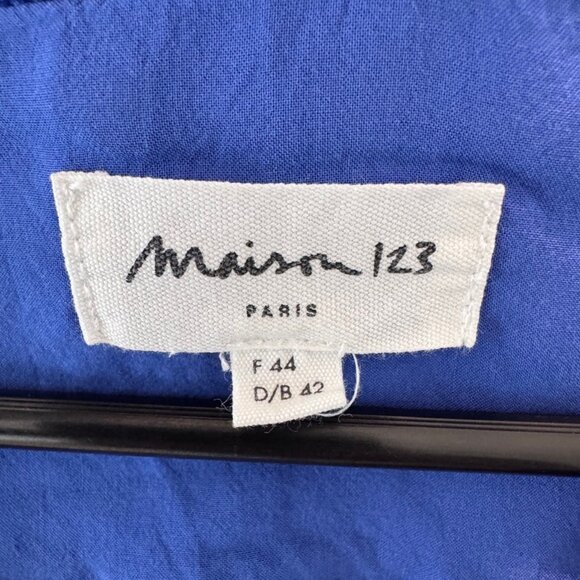 Maison 123
PARIS
F 44
D/B 42